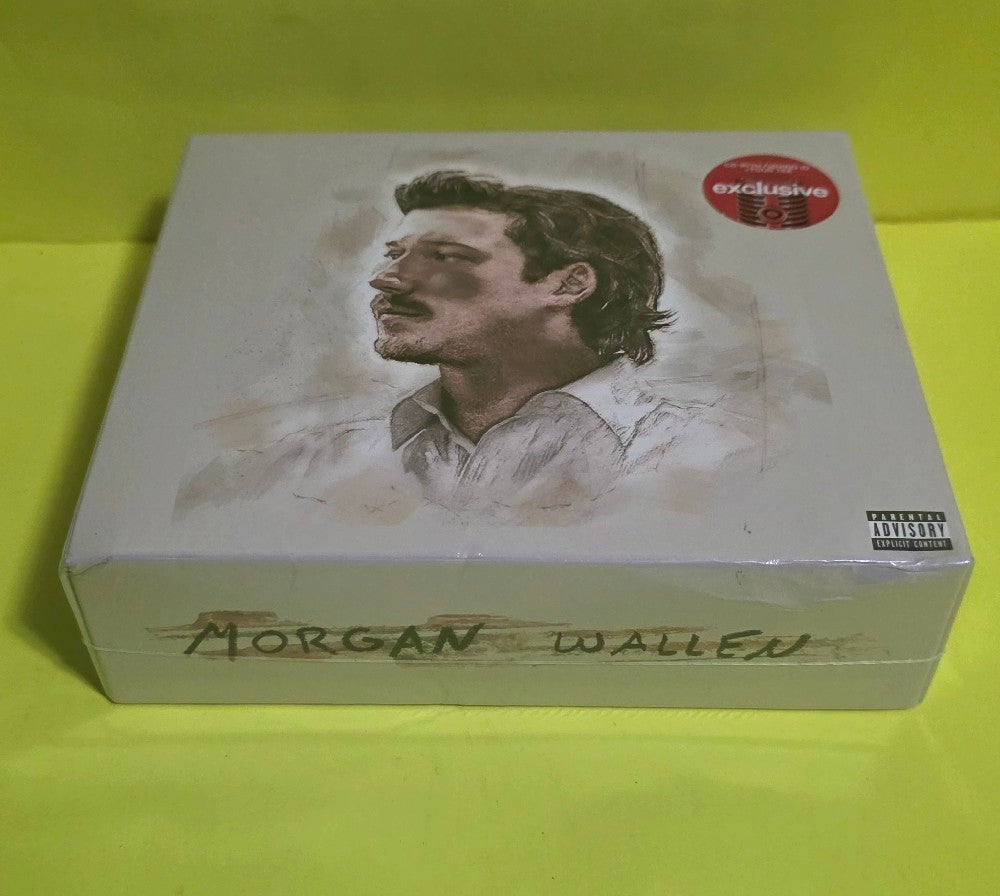 exclusive
PARENTAL
ADVISORY
EXPLICIT CONTENT
MORGAN WALLEN